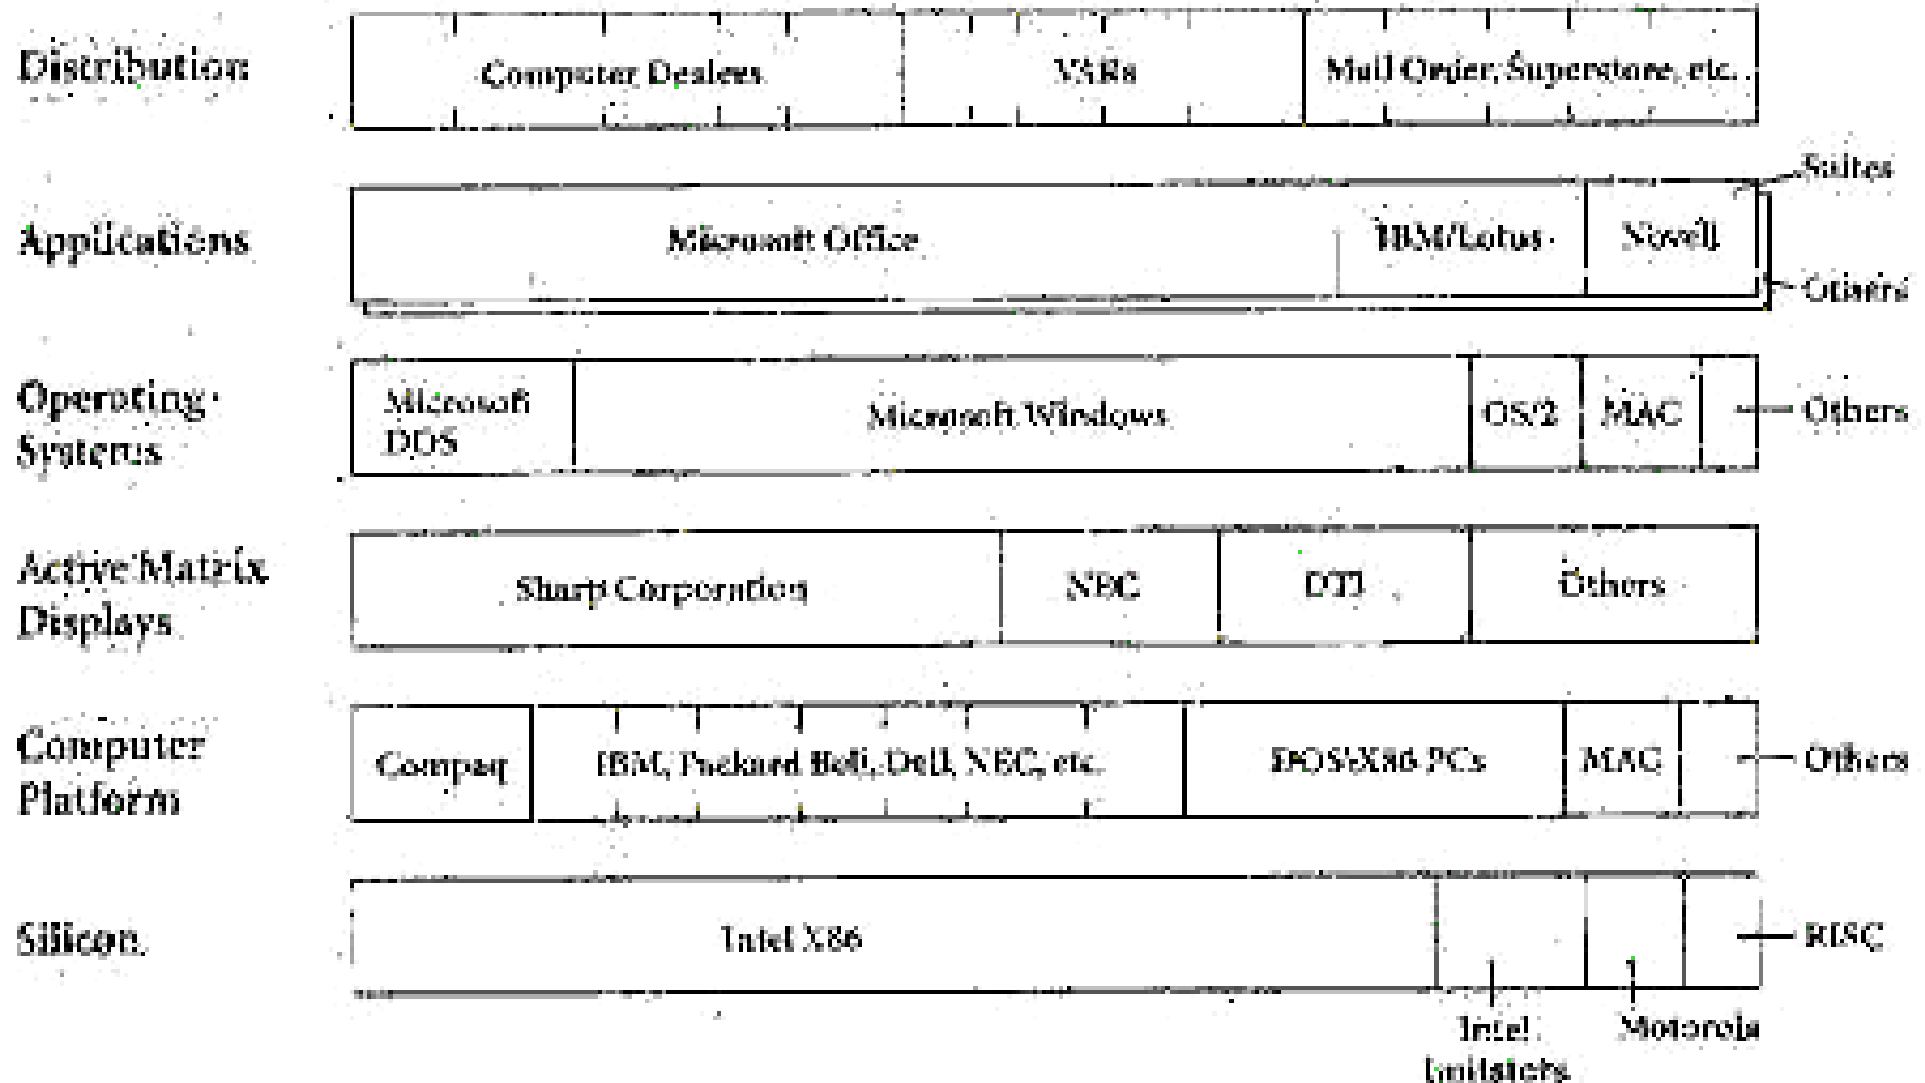 Distribution
Computer Dealers
VARs
Mail Order, Superstore, etc.
Suites
Applications
Microsoft Office
IBM/Lotus
Novell
Others
Operating
Systems
Microsoft
DOS
Microsoft Windows
OS/2
MAC
Others
Active Matrix
Displays
Sharp Corporation
NEC
DTI
Others
Computer
Platform
Compaq
IBM, Packard Bell, Dell, NEC, etc.
DOS\X86 PCs
MAC
Others
Silicon
Intel X86
RISC
Intel
Imitators
Motorola